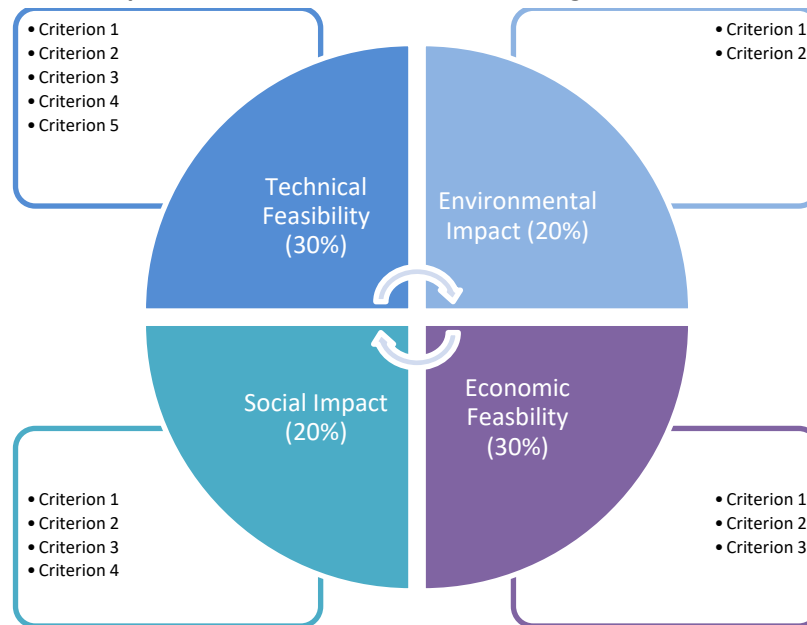 • Criterion 1
• Criterion 2
• Criterion 3
• Criterion 4
• Criterion 5
• Criterion 1
• Criterion 2
Technical
Feasibility
(30%)
Environmental
Impact (20%)
Social Impact
(20%)
Economic
Feasbility
(30%)
• Criterion 1
• Criterion 2
• Criterion 3
• Criterion 4
• Criterion 1
• Criterion 2
• Criterion 3